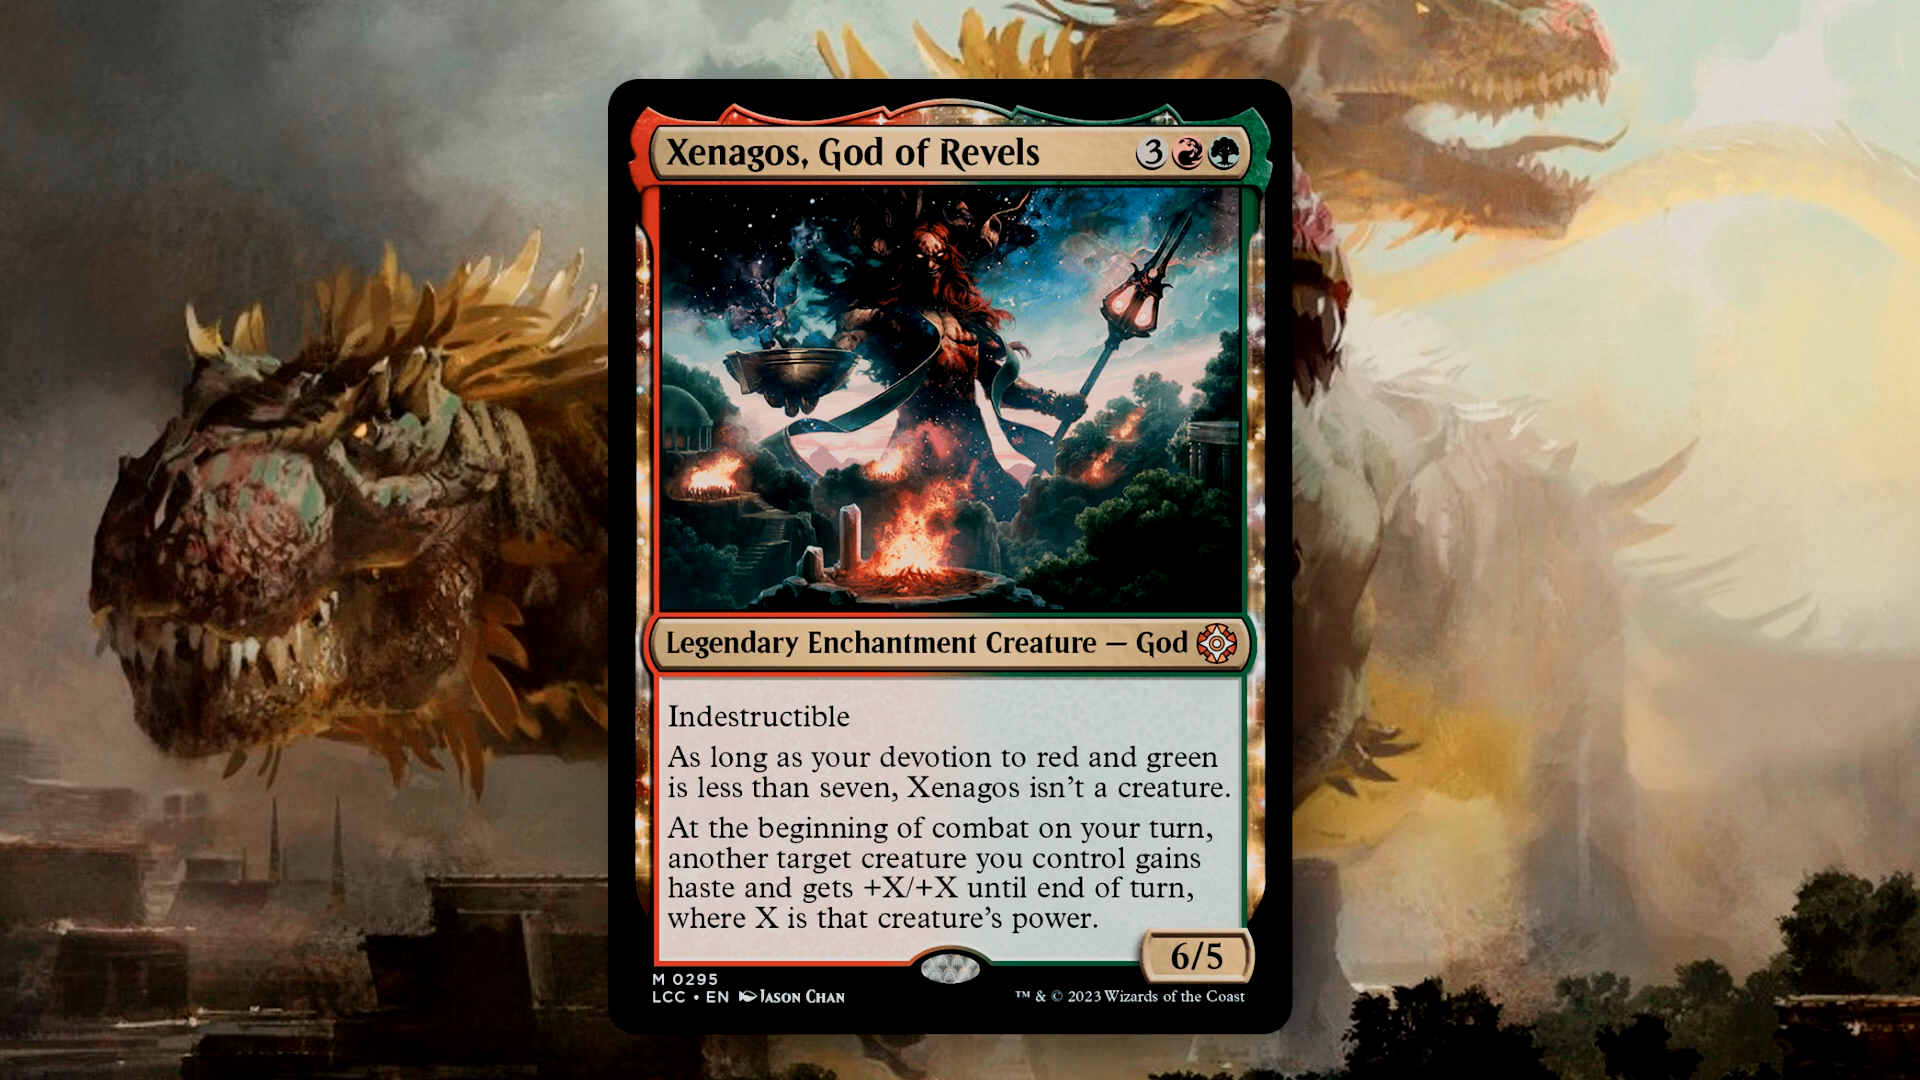 Xenagos, God of Revels 3
Legendary Enchantment Creature — God
Indestructible
As long as your devotion to red and green
is less than seven, Xenagos isn't a creature.
At the beginning of combat on your turn,
another target creature you control gains
haste and gets +X/+X until end of turn,
where X is that creature's power.
6/5
M 0295
LCC • EN Jason Chan
™ & © 2023 Wizards of the Coast